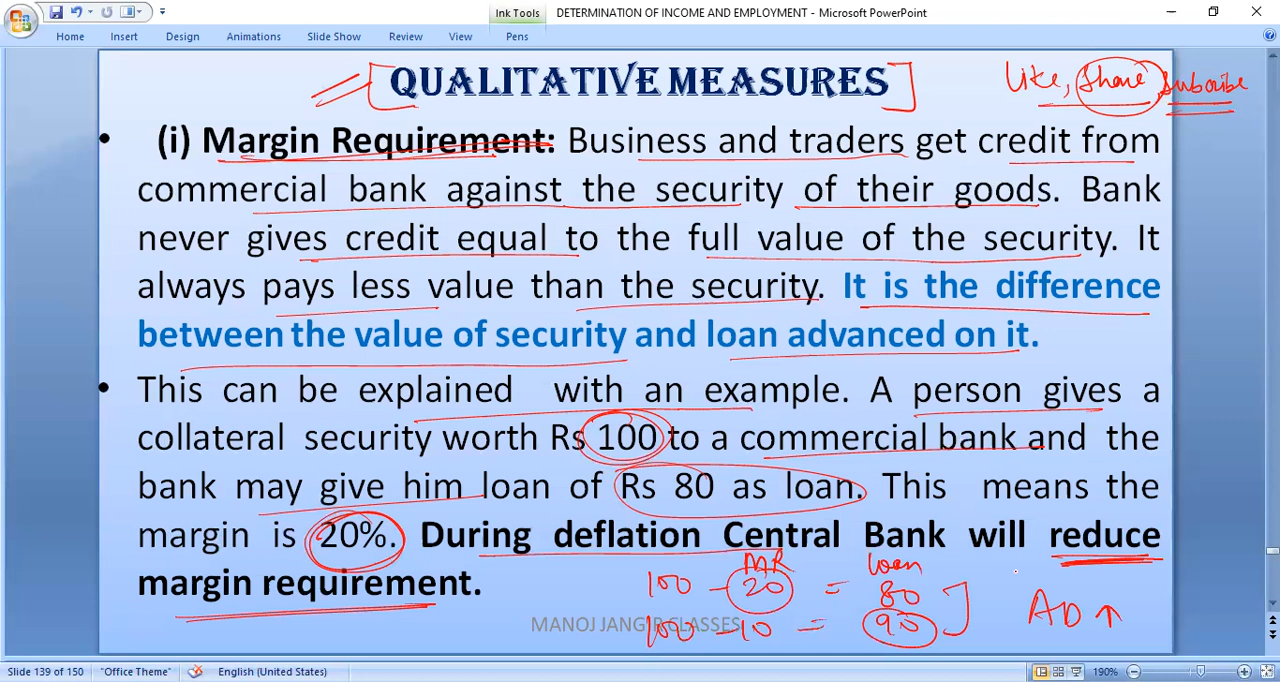 Ink Tools
DETERMINATION OF INCOME AND EMPLOYMENT - Microsoft PowerPoint
Home Insert Design Animations Slide Show Review View Pens
QUALITATIVE MEASURES
Like, Share, Subcribe
• (i) Margin Requirement: Business and traders get credit from
commercial bank against the security of their goods. Bank
never gives credit equal to the full value of the security. It
always pays less value than the security. It is the difference
between the value of security and loan advanced on it.
• This can be explained with an example. A person gives a
collateral security worth Rs 100 to a commercial bank and the
bank may give him loan of Rs 80 as loan. This means the
margin is 20%. During deflation Central Bank will reduce
margin requirement.
MR loan
100 - 20 = 80
100 - 10 = 90
AD ↑
MANOJ JANGIR CLASSES
Slide 139 of 150 "Office Theme" English (United States) 190%